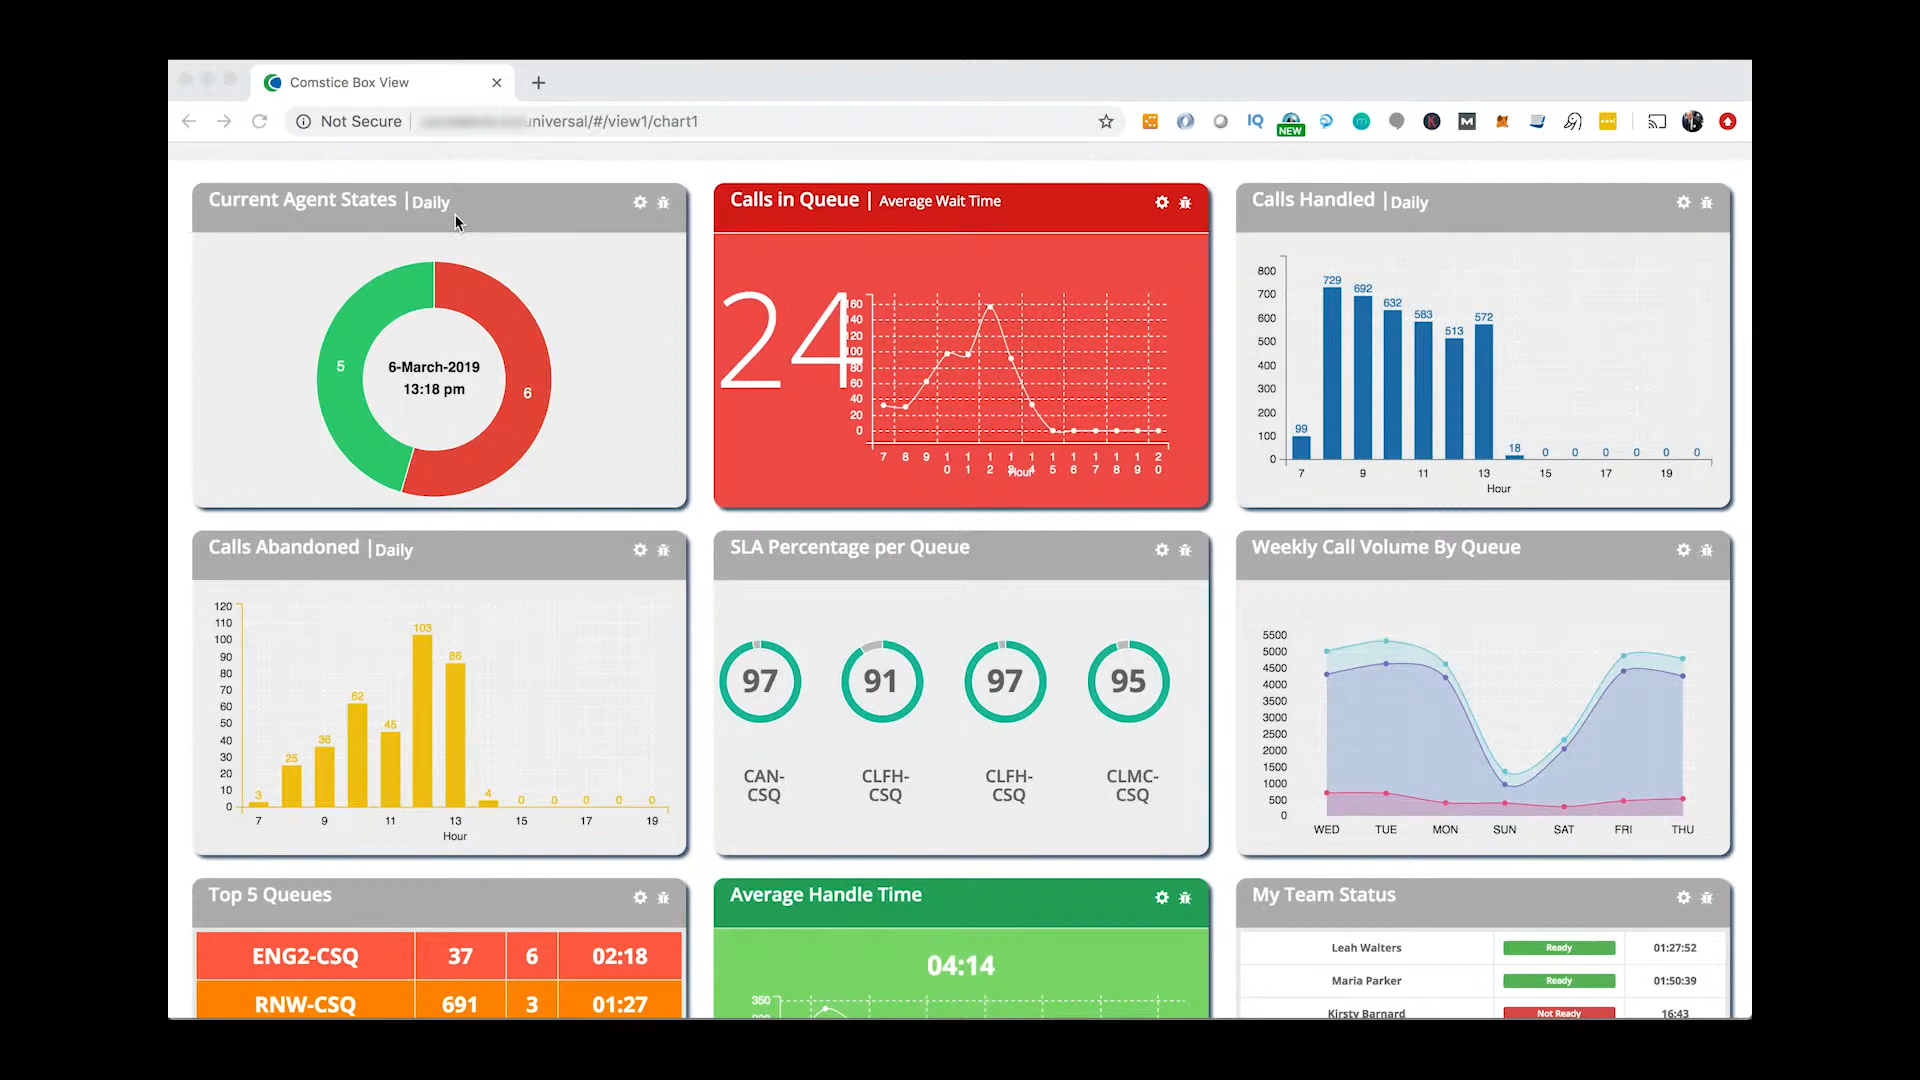 Comstice Box View
Not Secure
universal/#/view1/chart1
IQ
NEW
Current Agent States | Daily
5
6-March-2019
13:18 pm
6
Calls in Queue | Average Wait Time
24
160
140
120
100
80
60
40
20
0
7 8 9 10 11 12 13 14 15 16 17 18 19 20
Hour
Calls Handled | Daily
800
700
600
500
400
300
200
100
0
99 729 692 632 583 513 572 18 0 0 0 0 0 0
7 9 11 13 15 17 19
Hour
Calls Abandoned | Daily
120
110
100
90
80
70
60
50
40
30
20
10
0
3 25 36 62 45 103 86 4 0 0 0 0 0
7 9 11 13 15 17 19
Hour
SLA Percentage per Queue
97 91 97 95
CAN- CLFH- CLFH- CLMC-
CSQ CSQ CSQ CSQ
Weekly Call Volume By Queue
5500
5000
4500
4000
3500
3000
2500
2000
1500
1000
500
0
WED TUE MON SUN SAT FRI THU
Top 5 Queues
ENG2-CSQ 37 6 02:18
RNW-CSQ 691 3 01:27
Average Handle Time
04:14
350
My Team Status
Leah Walters Ready 01:27:52
Maria Parker Ready 01:50:39
Kirsty Barnard Not Ready 16:43